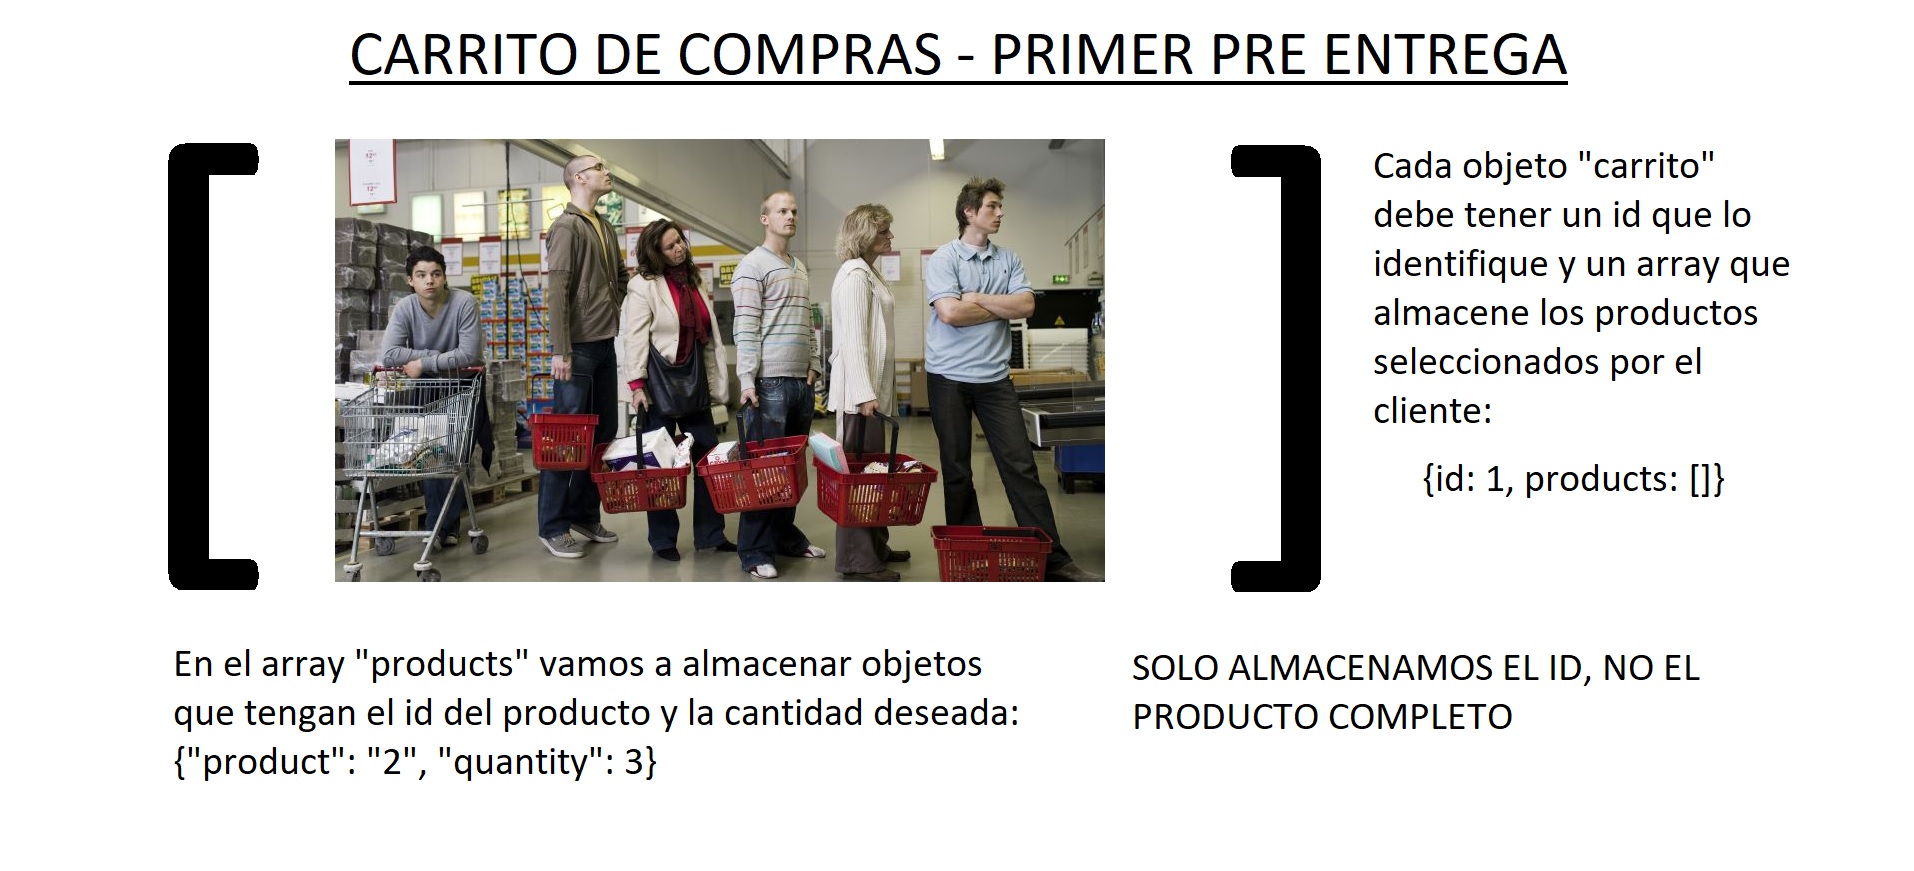 CARRITO DE COMPRAS - PRIMER PRE ENTREGA
Cada objeto "carrito"
debe tener un id que lo
identifique y un array que
almacene los productos
seleccionados por el
cliente:
{id: 1, products: []}
En el array "products" vamos a almacenar objetos
que tengan el id del producto y la cantidad deseada:
{"product": "2", "quantity": 3}
SOLO ALMACENAMOS EL ID, NO EL
PRODUCTO COMPLETO